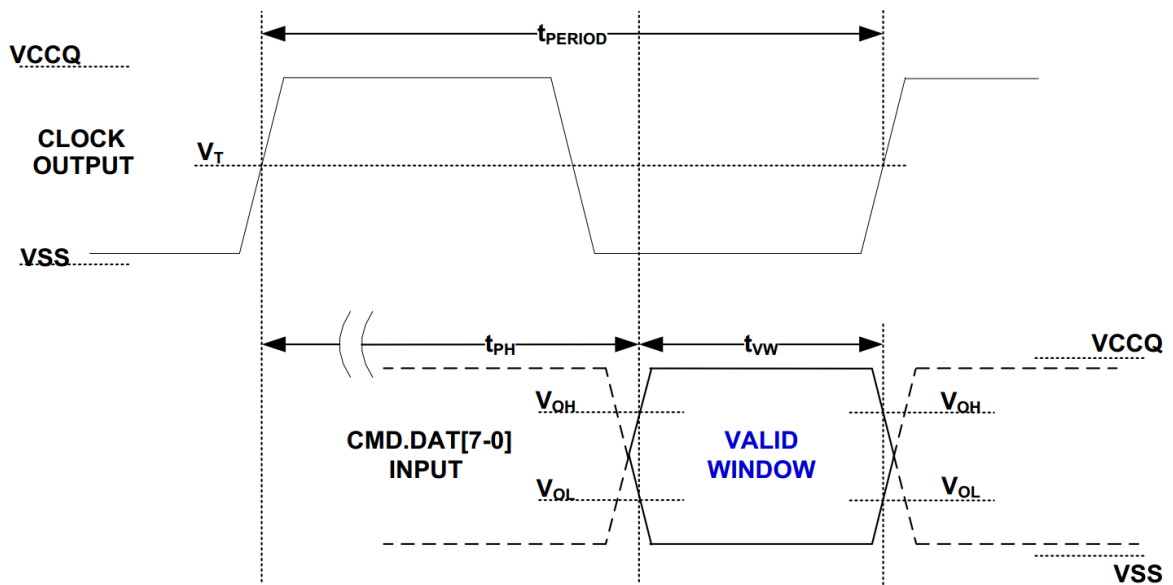 tPERIOD
VCCQ
CLOCK
OUTPUT
VT
VSS
tPH
tVW
VCCQ
VOH
VOH
CMD.DAT[7-0]
INPUT
VALID
WINDOW
VOL
VOL
VSS